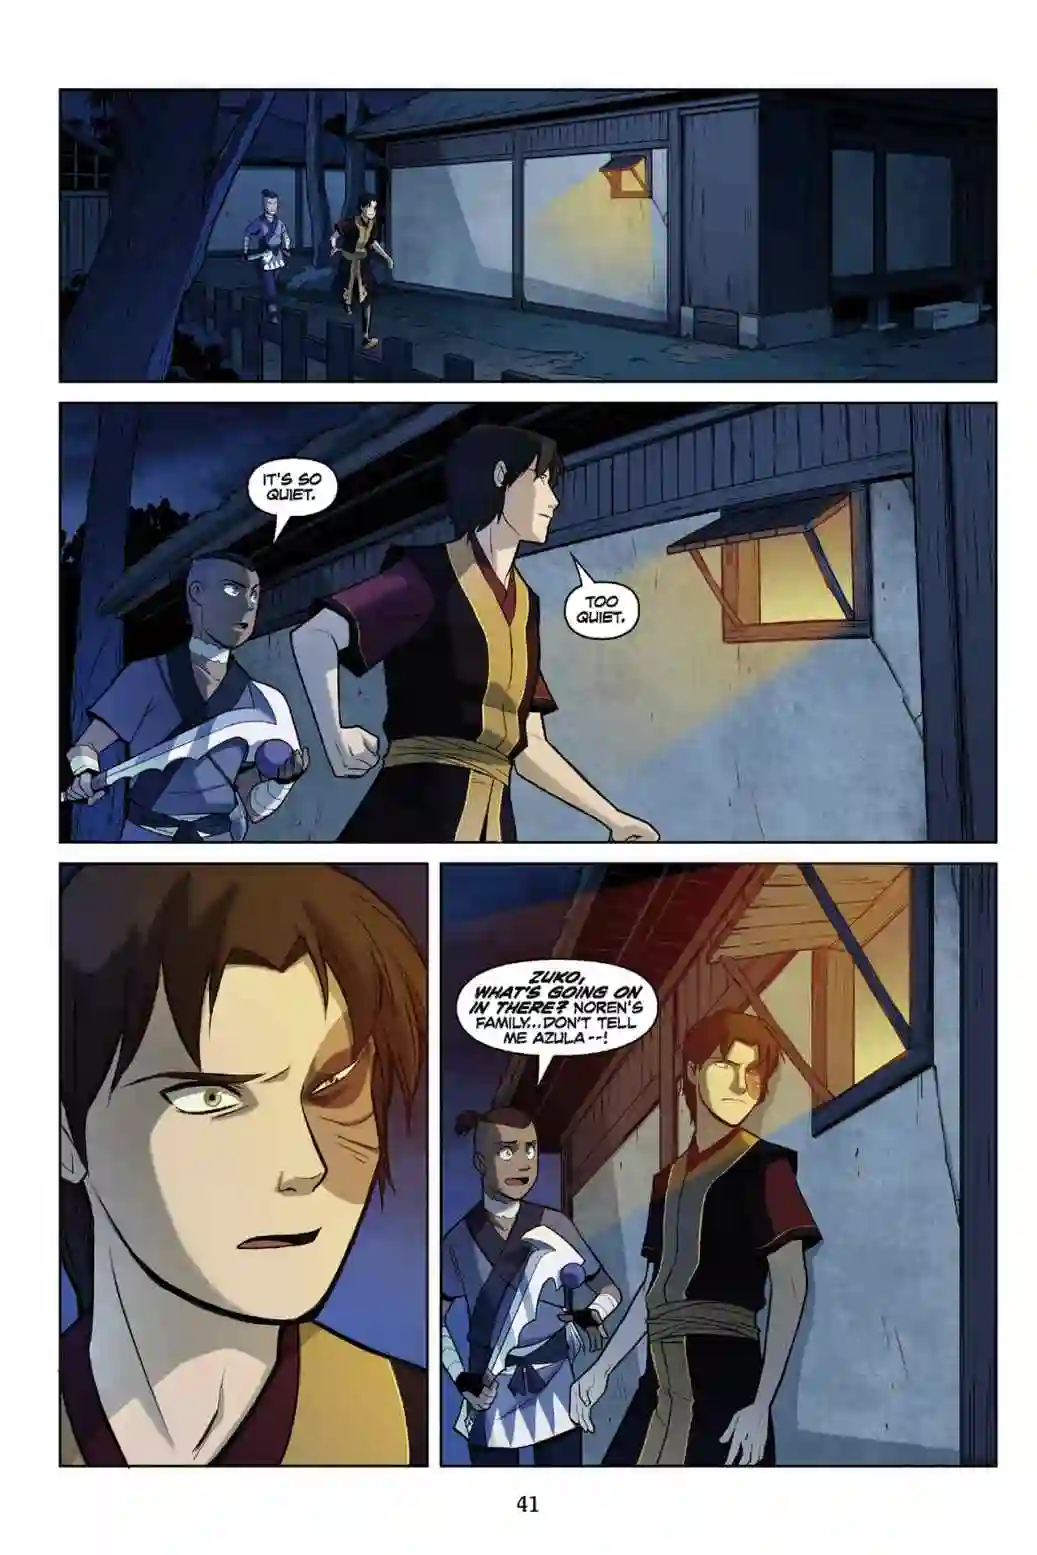 IT'S SO
QUIET.
TOO
QUIET.
ZUKO,
WHAT'S GOING ON
IN THERE? NOREN'S
FAMILY...DON'T TELL
ME AZULA--!
41